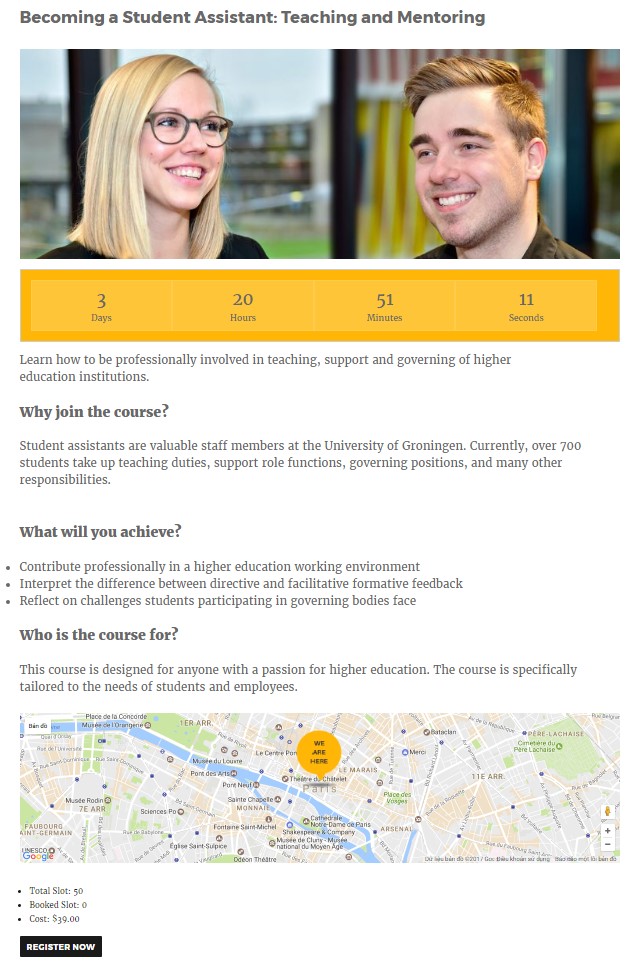 Becoming a Student Assistant: Teaching and Mentoring
3 20 51 11
Days Hours Minutes Seconds
Learn how to be professionally involved in teaching, support and governing of higher
education institutions.
Why join the course?
Student assistants are valuable staff members at the University of Groningen. Currently, over 700
students take up teaching duties, support role functions, governing positions, and many other
responsibilities.
What will you achieve?
Contribute professionally in a higher education working environment
Interpret the difference between directive and facilitative formative feedback
Reflect on challenges students participating in governing bodies face
Who is the course for?
This course is designed for anyone with a passion for higher education. The course is specifically
tailored to the needs of students and employees.
Place de la Concorde
Bản đồ
Musée de l'Orangerie
1ER ARR.
Bataclan
PÈRE-LACHAISE
Cimetière du
Père Lachaise
WE
ARE
HERE
Le Centre Pom
Merci
Musée du Louvre
Pont des Arts
LE MARAIS
11E ARR.
Théâtre du Châtelet
Pont Neuf
Paris
Musée Rodin
7E ARR
Sainte Chapelle
Place des
Vosges
Sciences Po
Fontaine Saint-Michel
Cathédrale
Notre-Dame de Paris
FAUBOURG
AINT-GERMAIN
Shakespeare & Company
ARSENAL
Musée de Cluny - Musée
national du Moyen Âge
Église Saint-Sulpice
UNESCO
Google
Odéon Théâtre
+
−
Dữ liệu bản đồ ©2017 Google Điều khoản sử dụng Báo cáo một lỗi bản đồ
Total Slot: 50
Booked Slot: 0
Cost: $39.00
REGISTER NOW